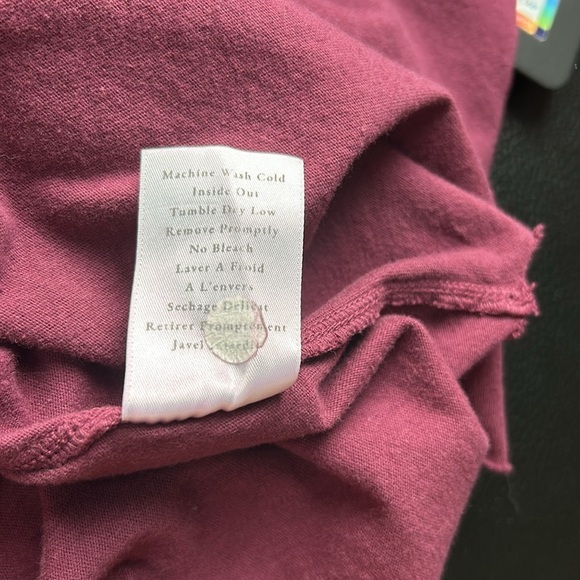 Machine Wash Cold
Inside Out
Tumble Dry Low
Remove Promptly
No Bleach
Laver A Froid
A L'envers
Sechage Delicat
Retirer Promptement
Javel